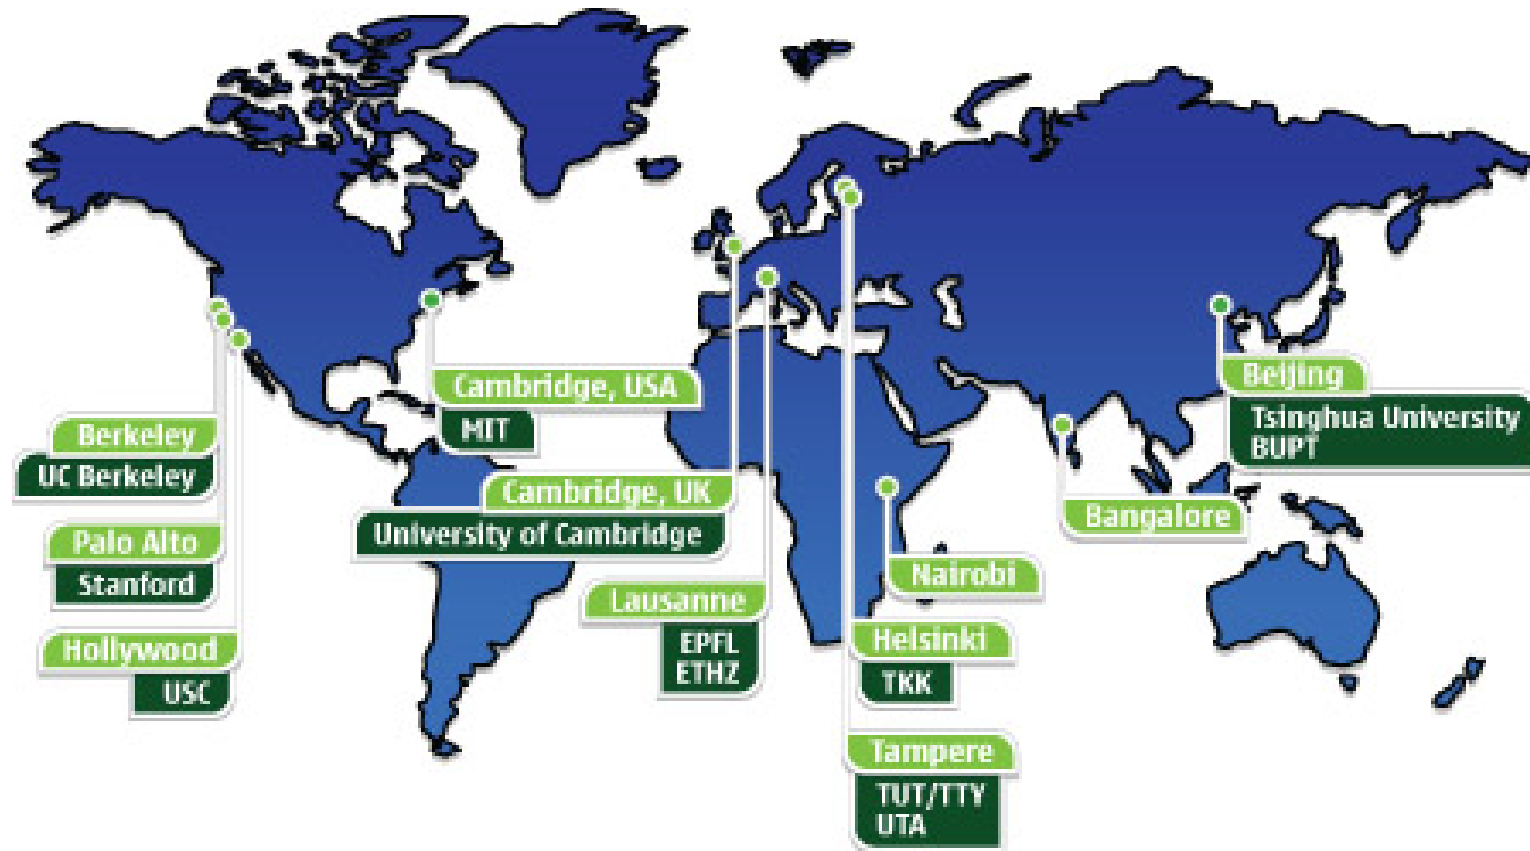 Cambridge, USA
MIT
Berkeley
UC Berkeley
Palo Alto
Stanford
Hollywood
USC
Cambridge, UK
University of Cambridge
Lausanne
EPFL
ETHZ
Helsinki
TKK
Tampere
TUT/TTY
UTA
Nairobi
Bangalore
Beijing
Tsinghua University
BUPT